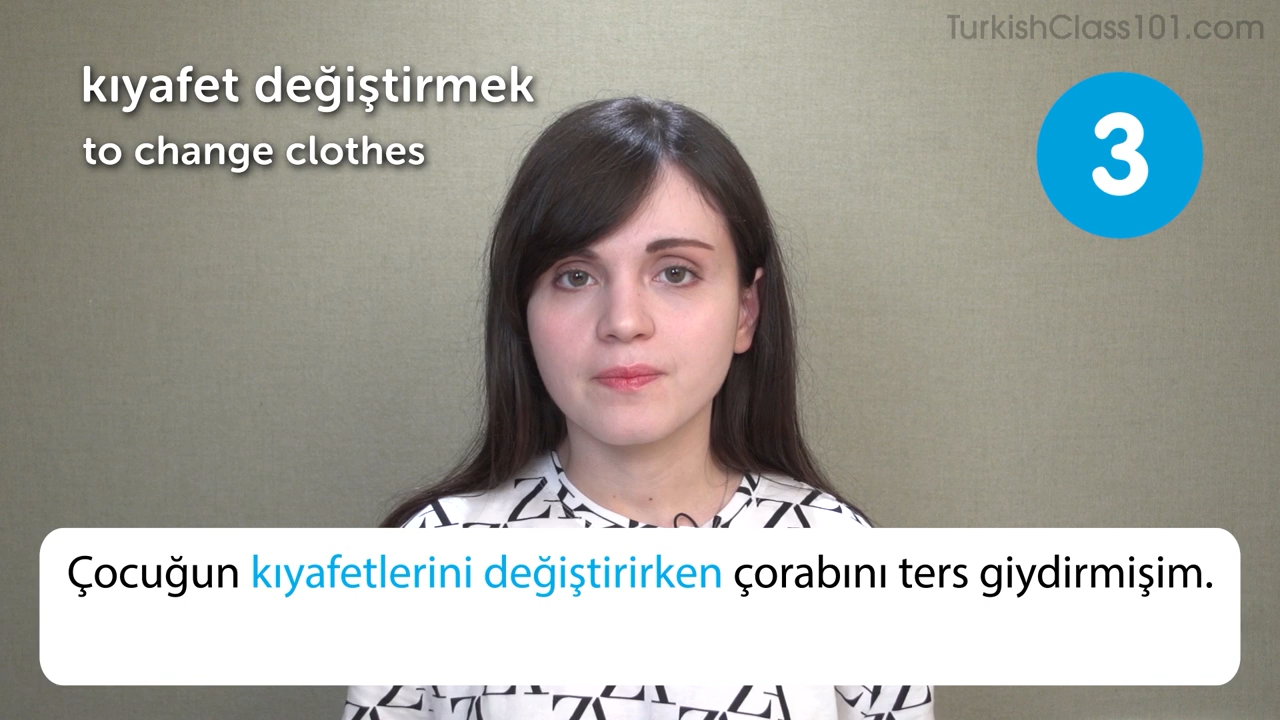 TurkishClass101.com
kıyafet değiştirmek
to change clothes
3
Çocuğun kıyafetlerini değiştirirken çorabını ters giydirmişim.